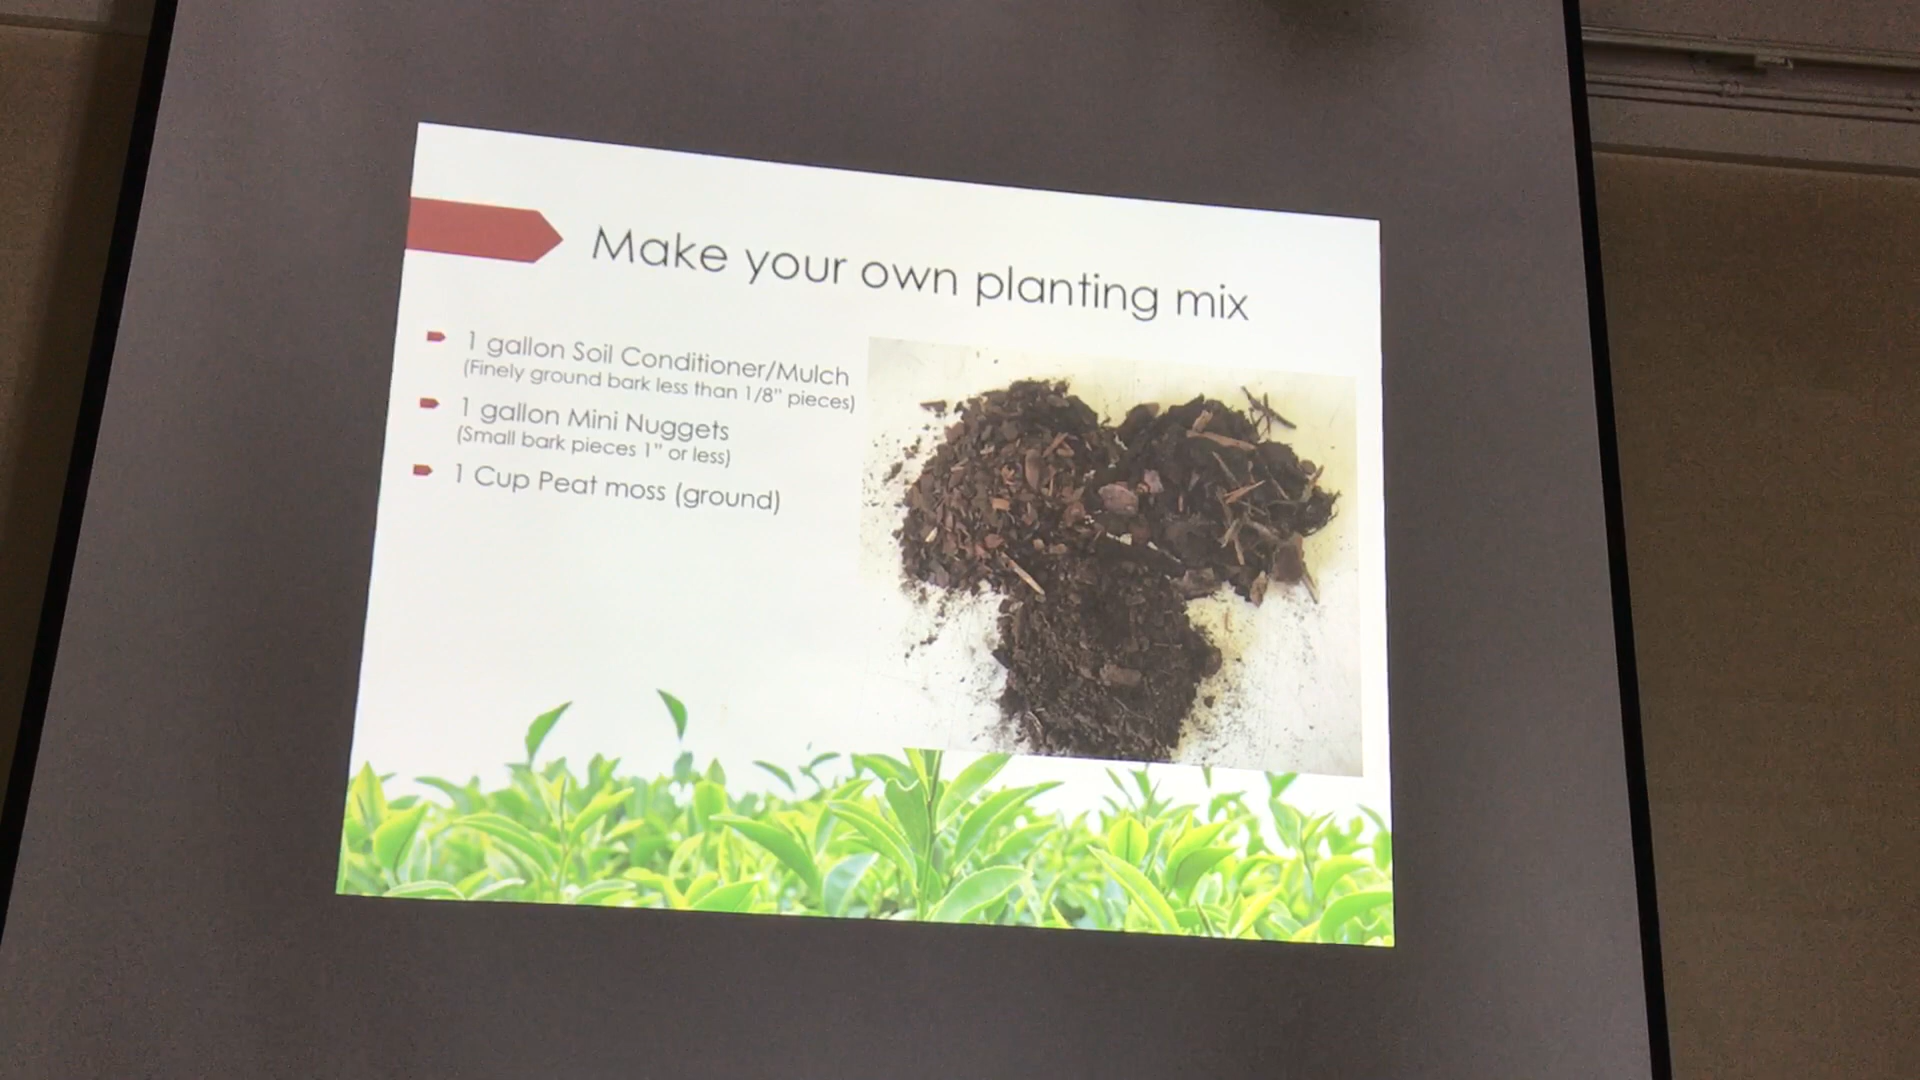 Make your own planting mix
1 gallon Soil Conditioner/Mulch
(Finely ground bark less than 1/8" pieces)
1 gallon Mini Nuggets
(Small bark pieces 1" or less)
1 Cup Peat moss (ground)